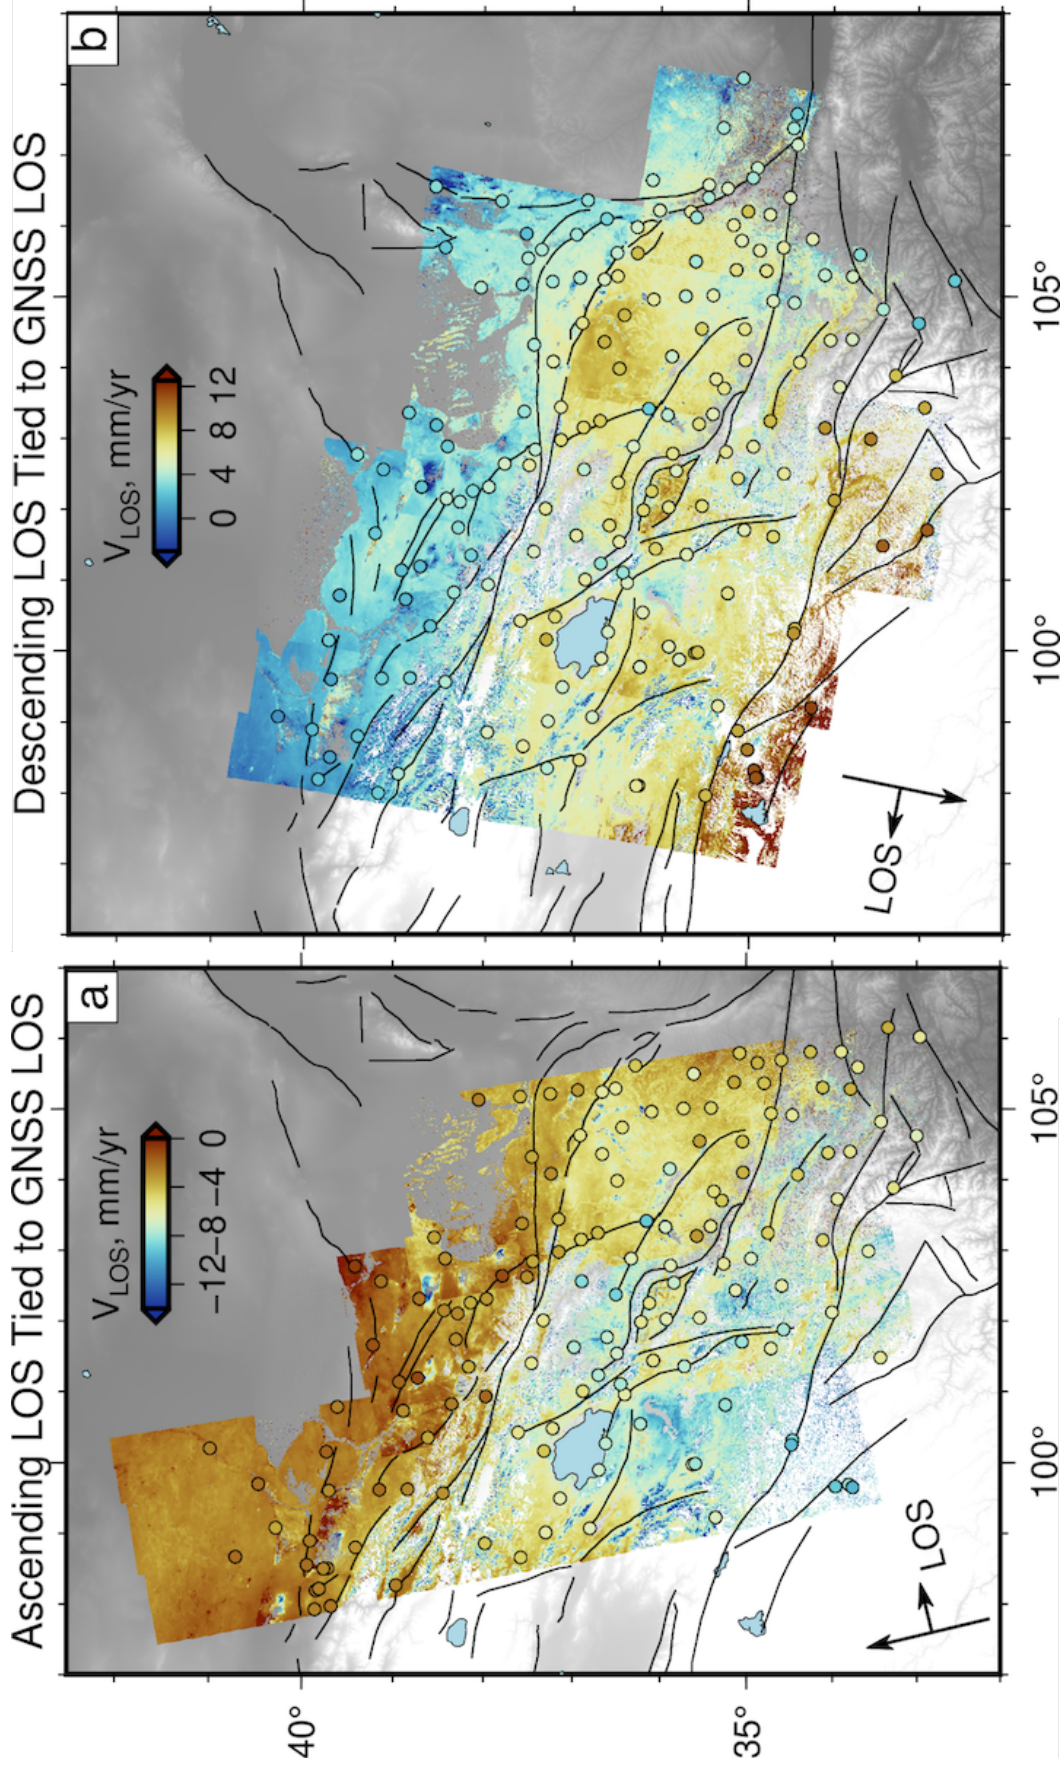 Ascending LOS Tied to GNSS LOS
a
V_LOS, mm/yr
−12 −8 −4 0
LOS
40°
35°
100°
105°
Descending LOS Tied to GNSS LOS
b
V_LOS, mm/yr
0 4 8 12
LOS
100°
105°